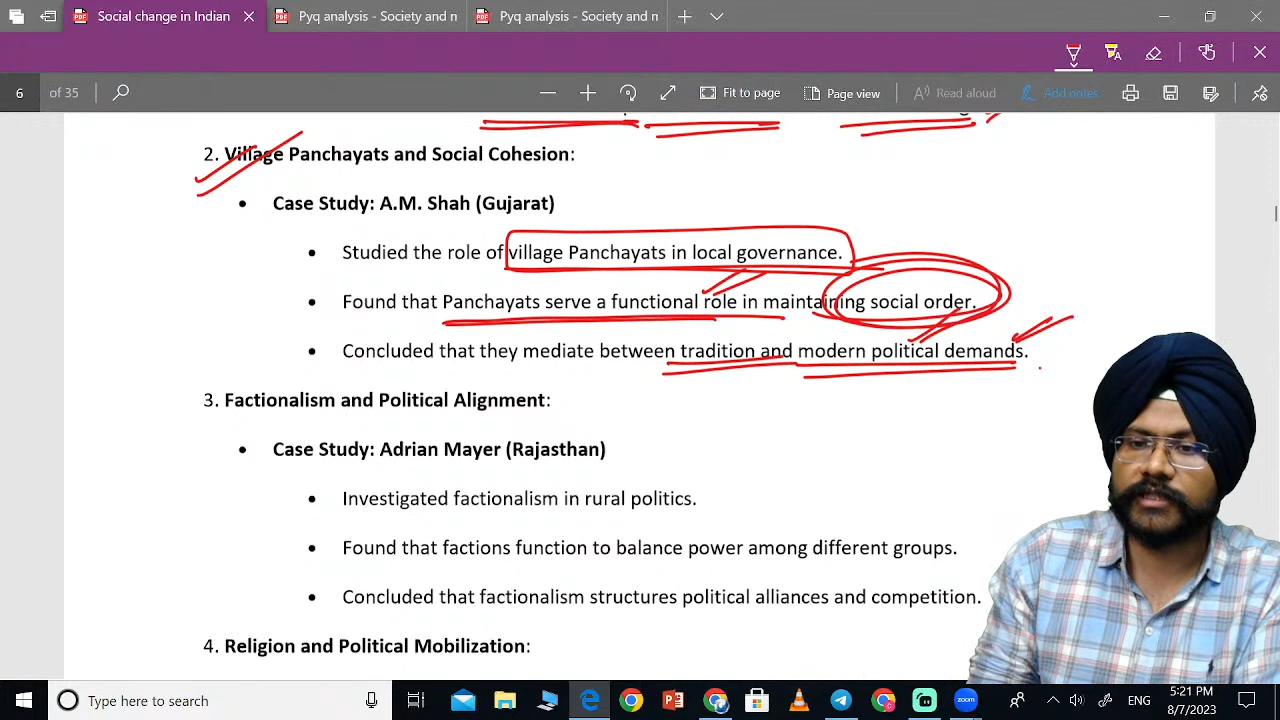 Social change in Indian
Pyq analysis - Society and n
Pyq analysis - Society and n
6 of 35
Fit to page
Page view
Read aloud
Add notes
2. Village Panchayats and Social Cohesion:
• Case Study: A.M. Shah (Gujarat)
• Studied the role of village Panchayats in local governance.
• Found that Panchayats serve a functional role in maintaining social order.
• Concluded that they mediate between tradition and modern political demands.
3. Factionalism and Political Alignment:
• Case Study: Adrian Mayer (Rajasthan)
• Investigated factionalism in rural politics.
• Found that factions function to balance power among different groups.
• Concluded that factionalism structures political alliances and competition.
4. Religion and Political Mobilization:
Type here to search
zoom
ENG
5:21 PM
8/7/2023